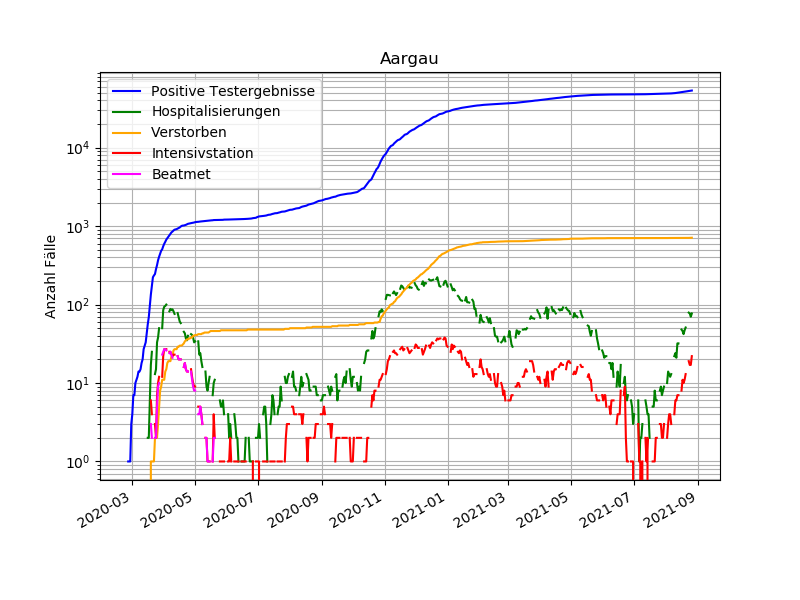 Aargau
Positive Testergebnisse
Hospitalisierungen
Verstorben
Intensivstation
Beatmet
Anzahl Fälle
10⁴
10³
10²
10¹
10⁰
2020-03
2020-05
2020-07
2020-09
2020-11
2021-01
2021-03
2021-05
2021-07
2021-09